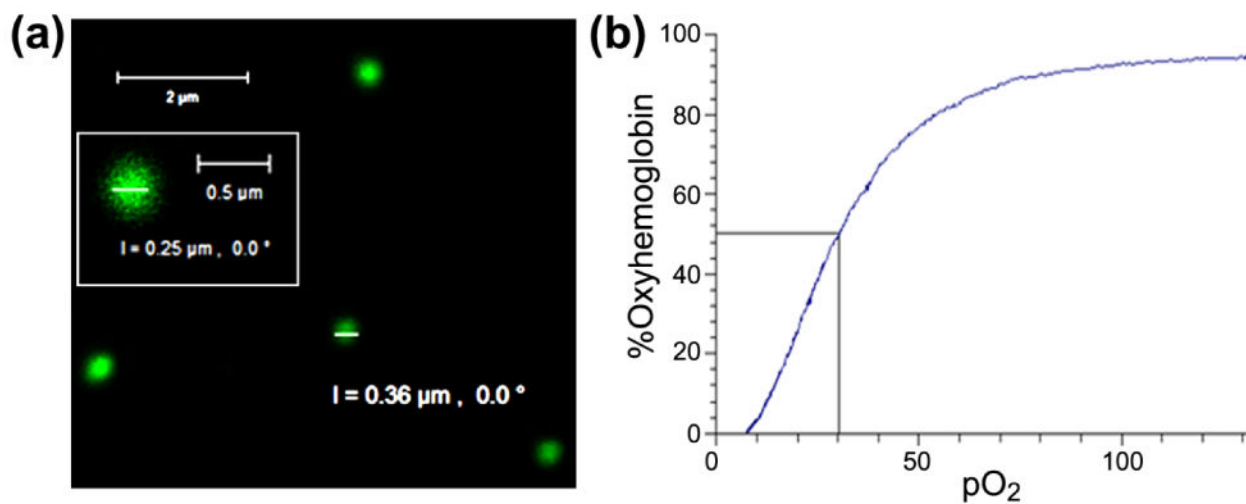 (a)
2 µm
0.5 µm
l = 0.25 µm , 0.0 °
l = 0.36 µm , 0.0 °
(b)
100
80
60
40
20
0
%Oxyhemoglobin
0
50
100
pO2